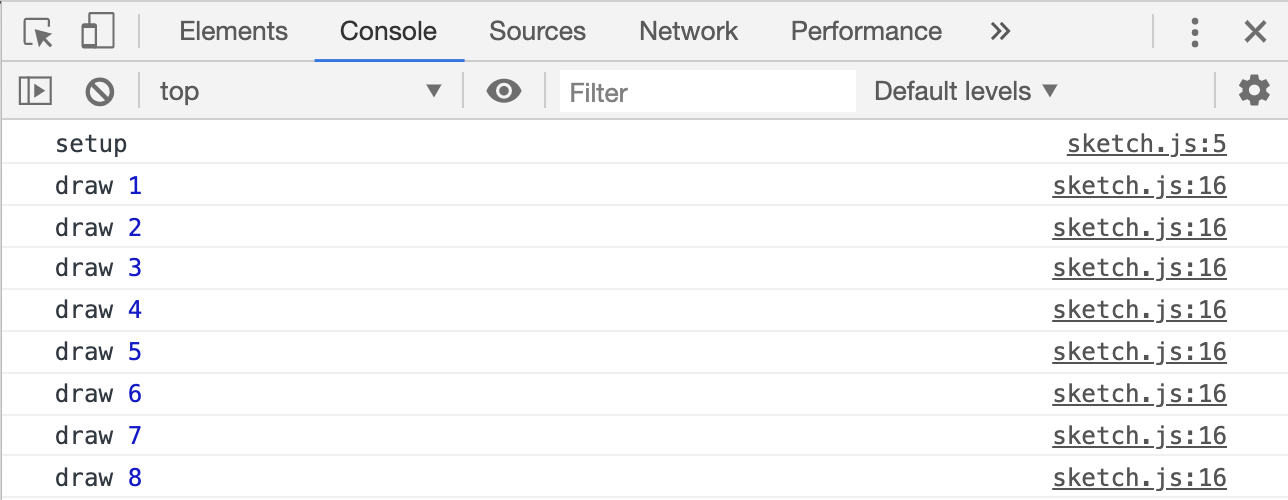 Elements Console Sources Network Performance »
top Filter Default levels
setup sketch.js:5
draw 1 sketch.js:16
draw 2 sketch.js:16
draw 3 sketch.js:16
draw 4 sketch.js:16
draw 5 sketch.js:16
draw 6 sketch.js:16
draw 7 sketch.js:16
draw 8 sketch.js:16